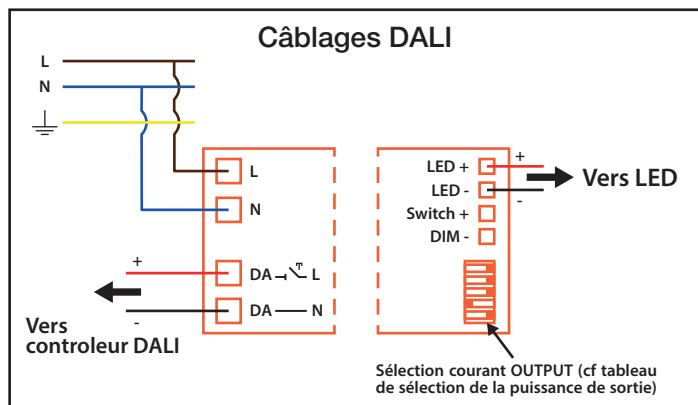 Câblages DALI
L
N
L
N
+
DA L
-
DA N
Vers
controleur DALI
LED +
+
LED -
-
Vers LED
Switch +
DIM -
Sélection courant OUTPUT (cf tableau
de sélection de la puissance de sortie)